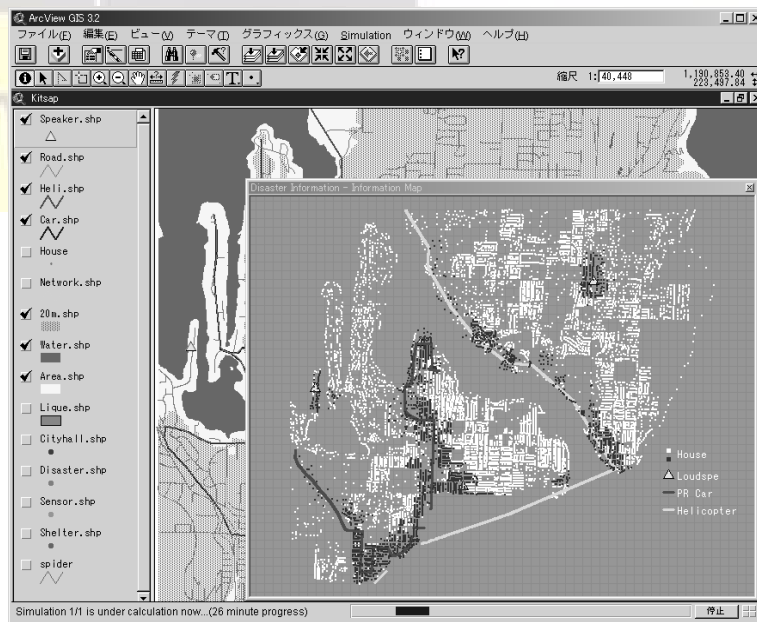 ArcView GIS 3.2
ファイル(F) 編集(E) ビュー(V) テーマ(T) グラフィックス(G) Simulation ウィンドウ(W) ヘルプ(H)
縮尺 1: 40,448
1,190,853.40
223,497.84
Kitsap
Speaker.shp
Road.shp
Heli.shp
Car.shp
House
Network.shp
20m.shp
Water.shp
Area.shp
Lique.shp
Cityhall.shp
Disaster.shp
Sensor.shp
Shelter.shp
spider
Disaster Information - Information Map
House
Loudspe
PR Car
Helicopter
Simulation 1/1 is under calculation now...(26 minute progress)
停止